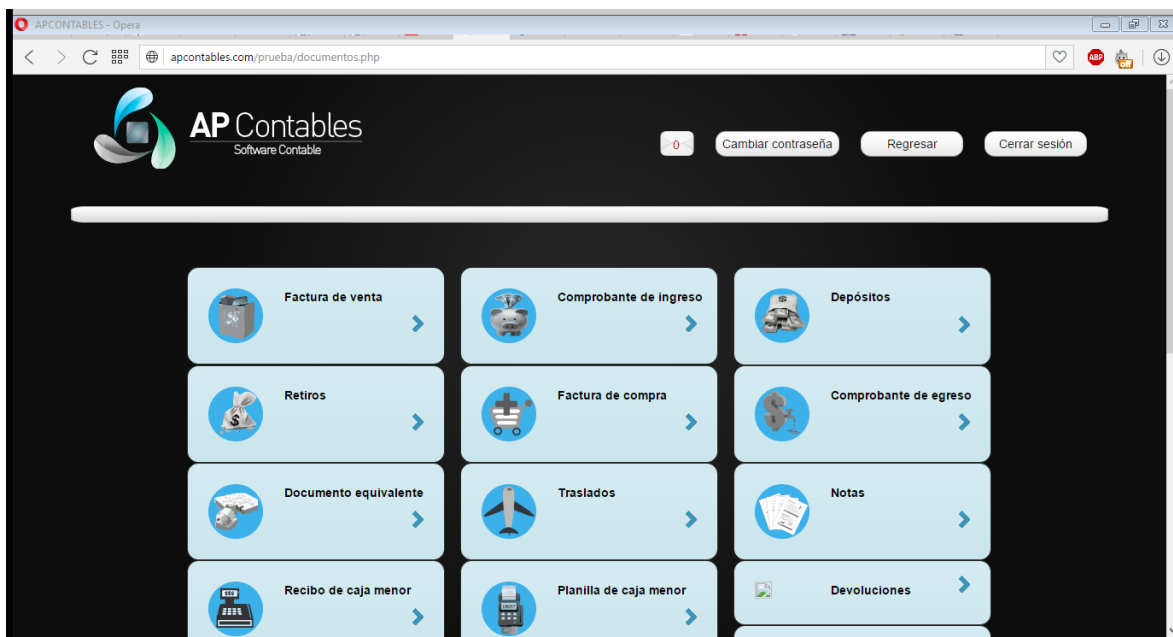 APCONTABLES - Opera
apcontables.com/prueba/documentos.php
ABP
off
AP Contables
Software Contable
0
Cambiar contraseña
Regresar
Cerrar sesión
Factura de venta
Comprobante de ingreso
Depósitos
Retiros
Factura de compra
Comprobante de egreso
Documento equivalente
Traslados
Notas
Recibo de caja menor
Planilla de caja menor
Devoluciones